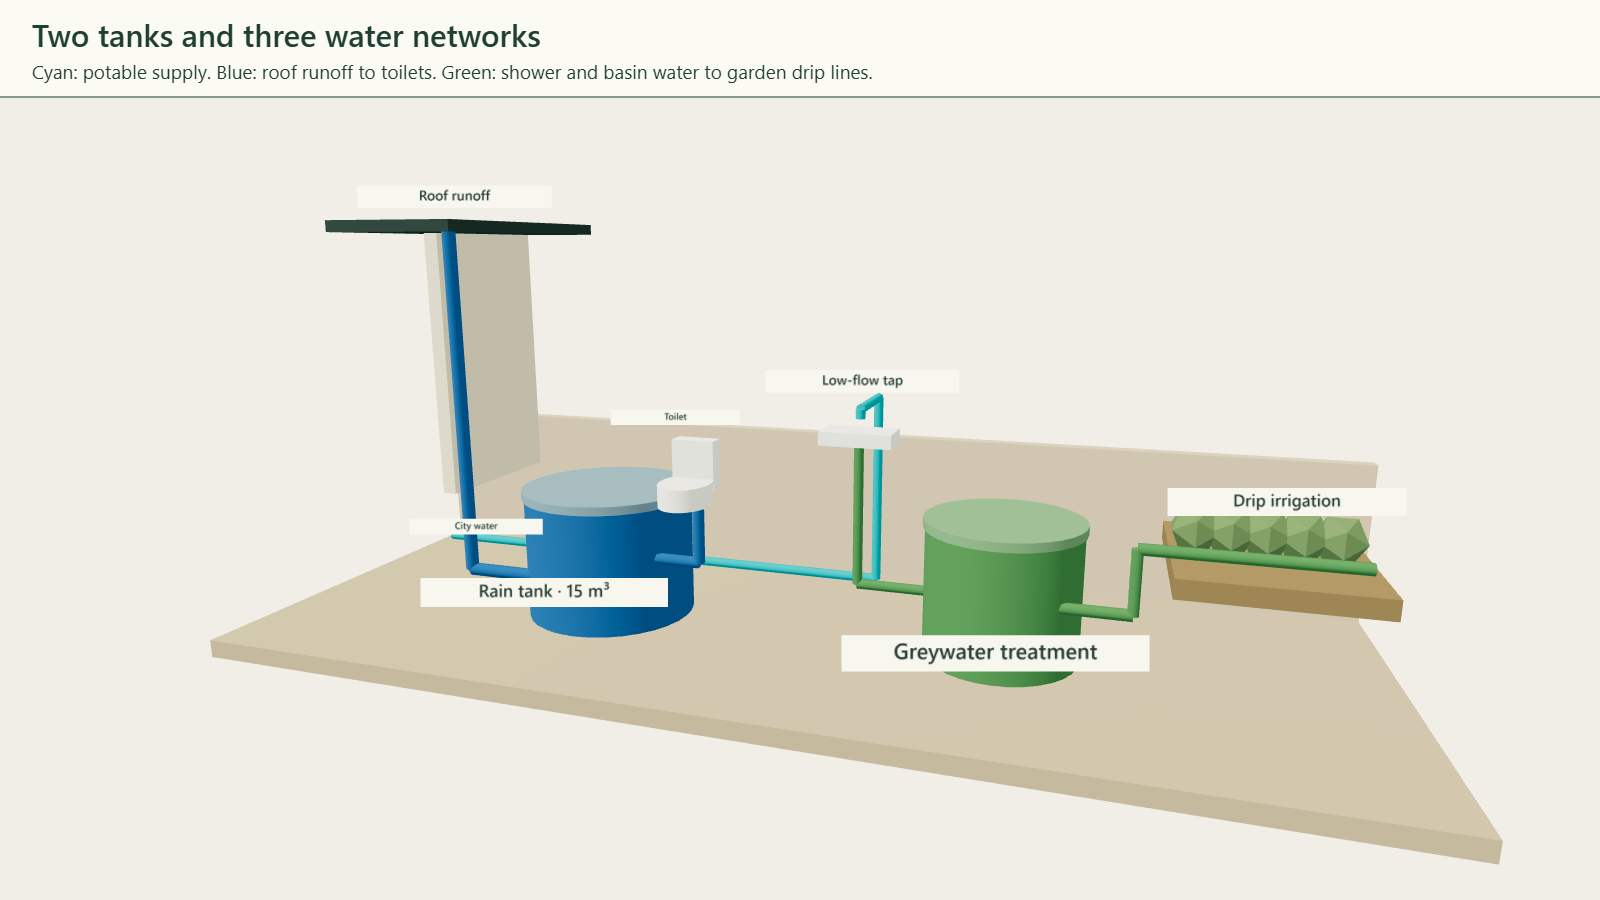 Two tanks and three water networks
Cyan: potable supply. Blue: roof runoff to toilets. Green: shower and basin water to garden drip lines.
Roof runoff
Low-flow tap
Toilet
Drip irrigation
City water
Rain tank · 15 m³
Greywater treatment